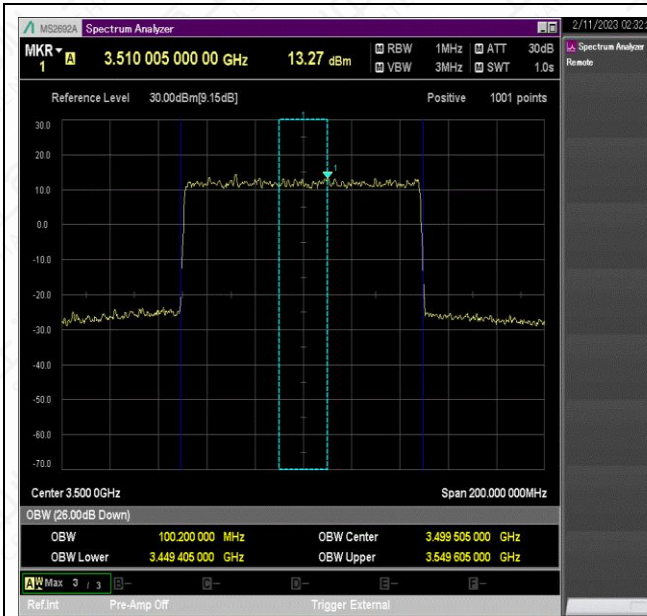 MS2692A Spectrum Analyzer
2/11/2023 02:32:
MKR 1 A 3.510 005 000 00 GHz 13.27 dBm M RBW 1MHz M ATT 30dB
M VBW 3MHz M SWT 1.0s
Spectrum Analyzer
Remote
Reference Level 30.00dBm[9.15dB] Positive 1001 points
30.0
20.0
10.0
0.0
-10.0
-20.0
-30.0
-40.0
-50.0
-60.0
-70.0
1
1
Center 3.500 0GHz Span 200.000 000MHz
OBW (26.00dB Down)
OBW 100.200 000 MHz OBW Center 3.499 505 000 GHz
OBW Lower 3.449 405 000 GHz OBW Upper 3.549 605 000 GHz
A W Max 3 / 3 B- C- D- E- F-
Ref.Int Pre-Amp Off Trigger External